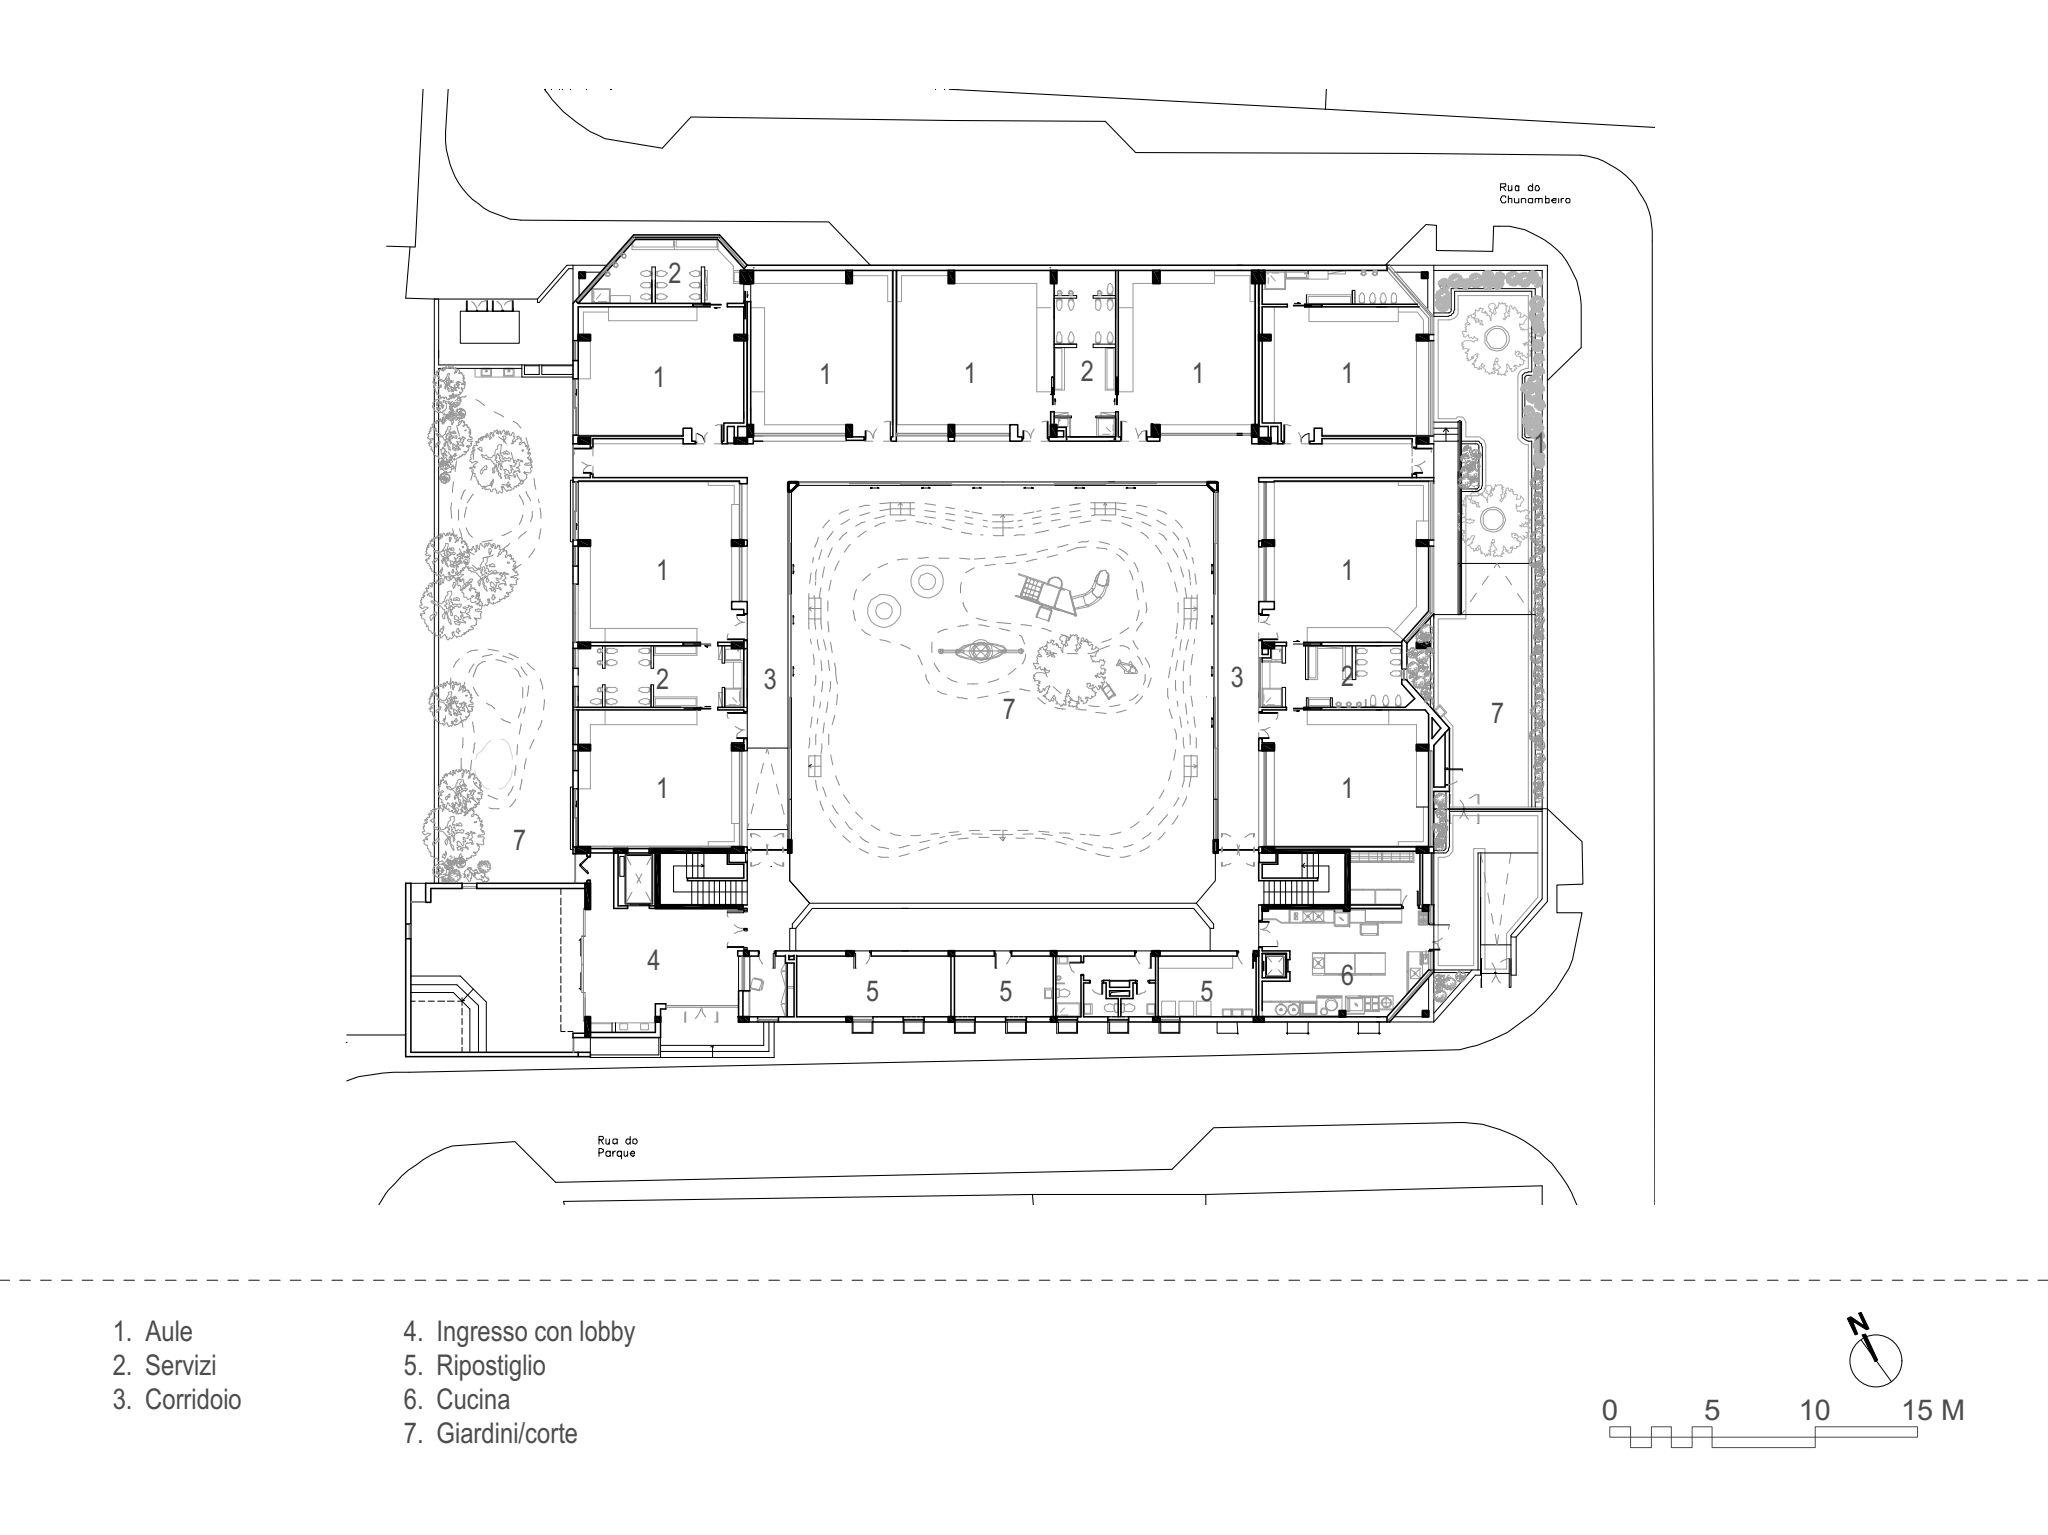 Rua do
Chunambeiro
2
1 1 1 2 1 1
1 1
3 2 7 3 2 7
1 1
7
4 5 5 5 6
Rua do
Parque
1. Aule
2. Servizi
3. Corridoio
4. Ingresso con lobby
5. Ripostiglio
6. Cucina
7. Giardini/corte
N
0 5 10 15 M